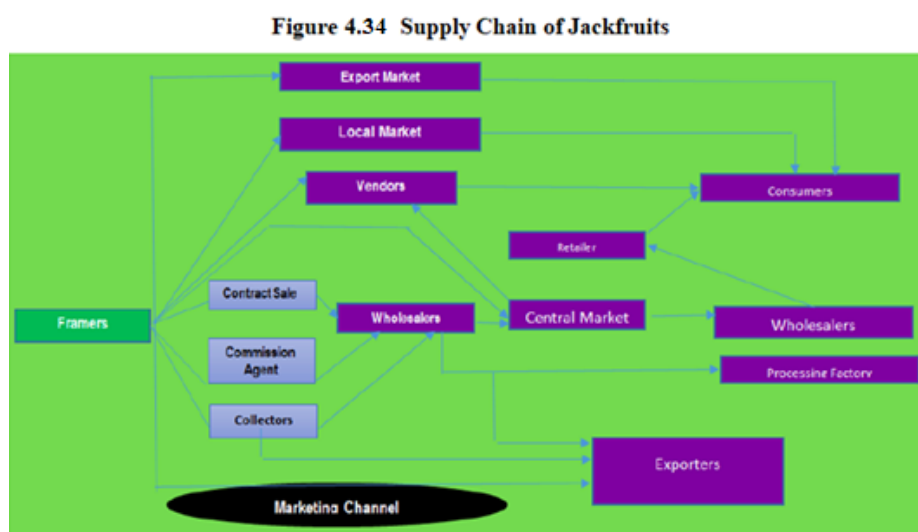 Figure 4.34 Supply Chain of Jackfruits
Export Market
Local Market
Vendors
Consumers
Retailer
Contract Sale
Framers
Wholesalers
Central Market
Wholesalers
Commission
Agent
Processing Factory
Collectors
Exporters
Marketing Channel